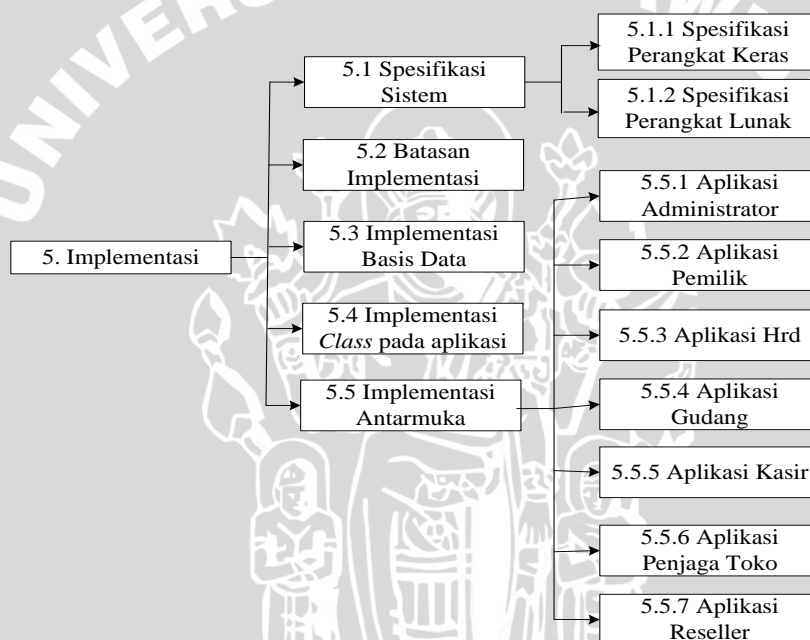 UNIVER
AW
5. Implementasi
5.1 Spesifikasi
Sistem
5.1.1 Spesifikasi
Perangkat Keras
5.1.2 Spesifikasi
Perangkat Lunak
5.2 Batasan
Implementasi
5.3 Implementasi
Basis Data
5.4 Implementasi
Class pada aplikasi
5.5 Implementasi
Antarmuka
5.5.1 Aplikasi
Administrator
5.5.2 Aplikasi
Pemilik
5.5.3 Aplikasi Hrd
5.5.4 Aplikasi
Gudang
5.5.5 Aplikasi Kasir
5.5.6 Aplikasi
Penjaga Toko
5.5.7 Aplikasi
Reseller